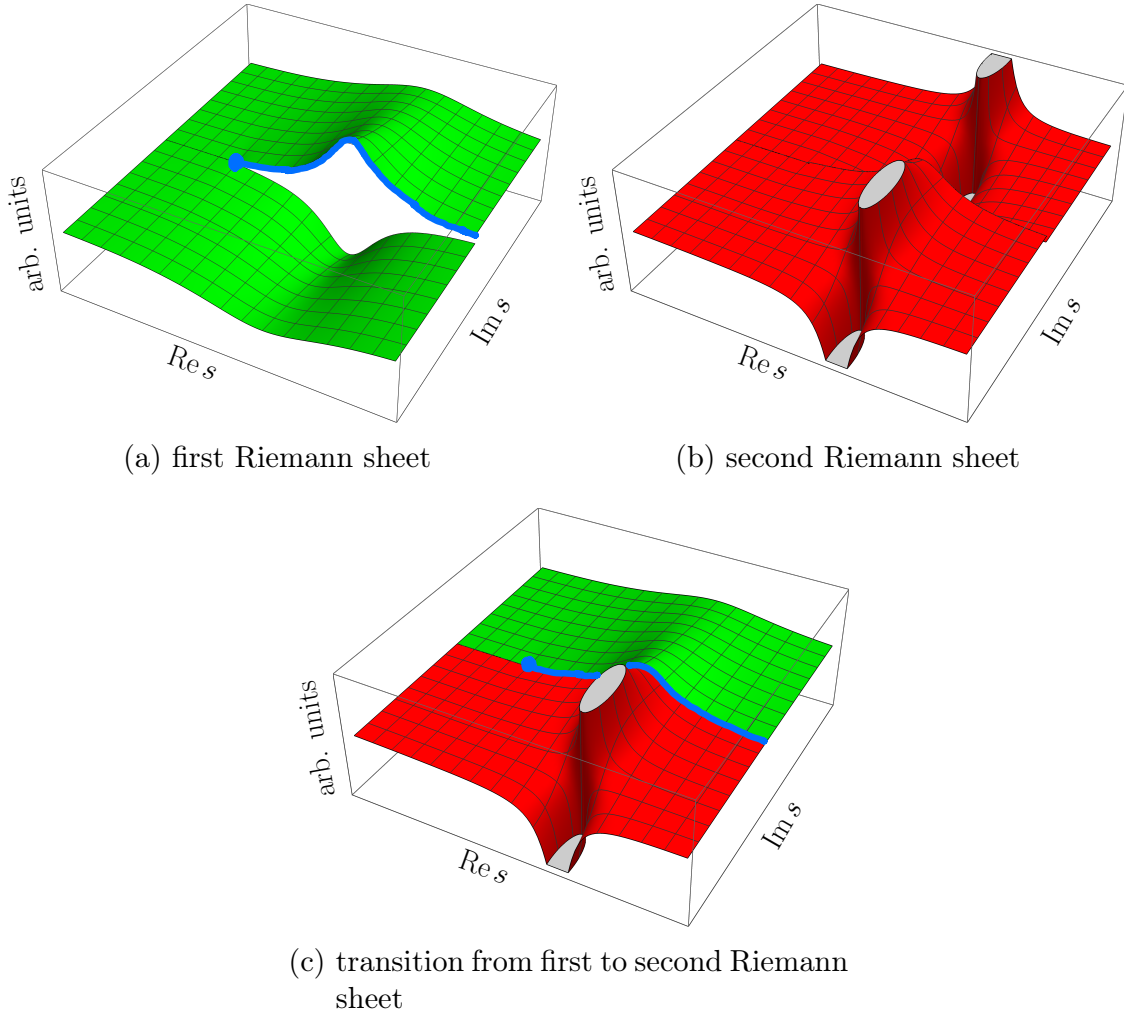 arb. units
Re s
Im s
(a) first Riemann sheet
arb. units
Re s
Im s
(b) second Riemann sheet
arb. units
Re s
Im s
(c) transition from first to second Riemann
sheet